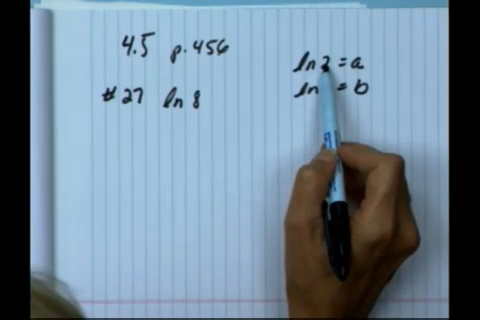 4.5 p.456
ln 2 = a
ln = b
#27 ln 8